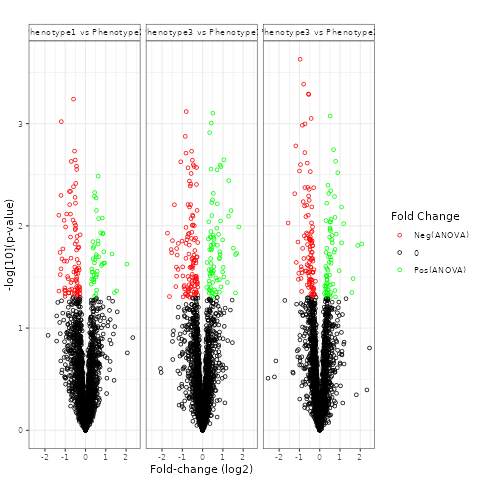 henotype1 vs Phenotype2
henotype3 vs Phenotype2
henotype3 vs Phenotype
3
2
1
0
-log[10](p-value)
-2 -1 0 1 2
-2 -1 0 1 2
-2 -1 0 1 2
Fold-change (log2)
Fold Change
Neg(ANOVA)
0
Pos(ANOVA)